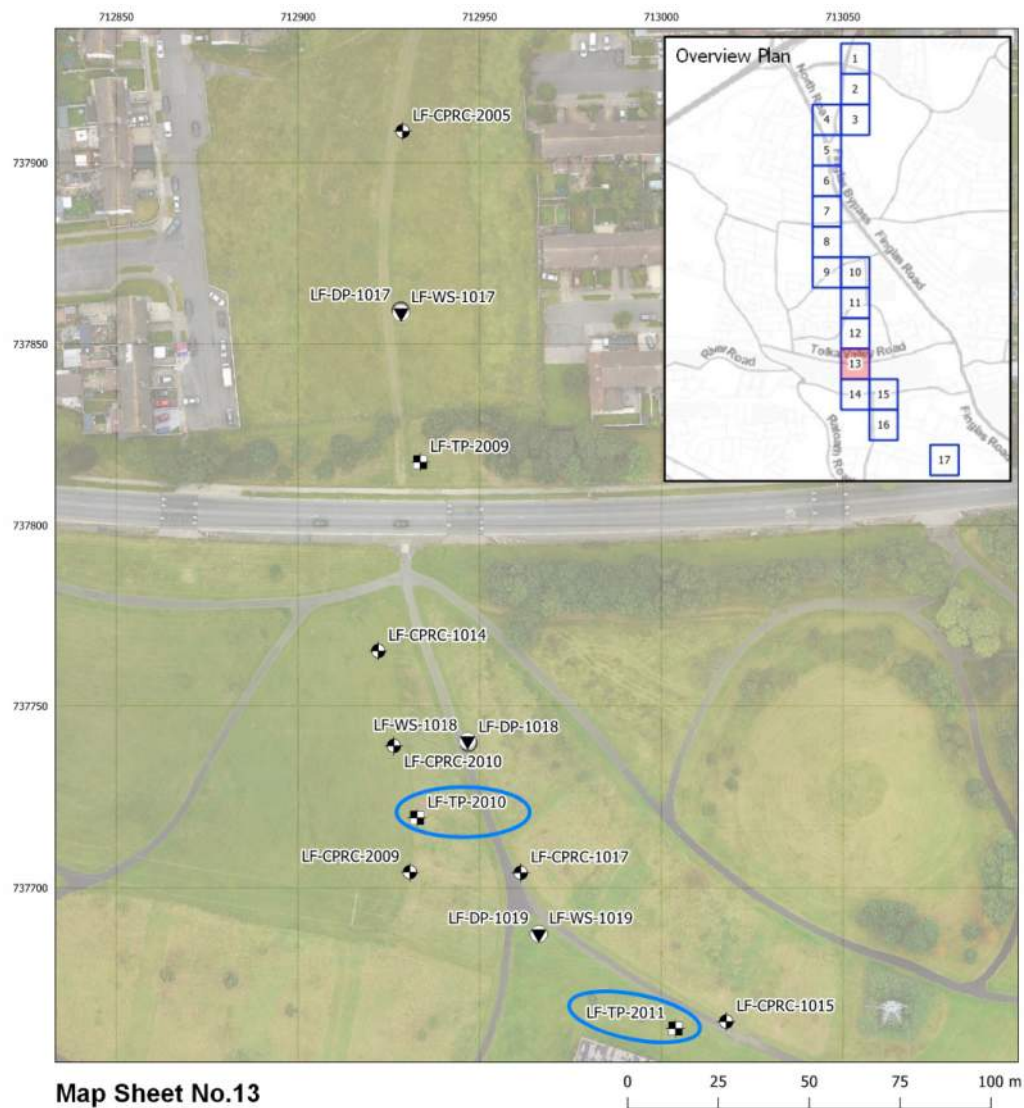 712850 712900 712950 713000 713050
Overview Plan
1
2
4 3
5
6
7
8
9 10
11
12
13
14 15
16
17
North Road
Finglas Bypass
Finglas Road
Tolka Valley Road
River Road
Ratoath Road
Finglas Road
LF-CPRC-2005
737900
LF-DP-1017 LF-WS-1017
737850
LF-TP-2009
737800
LF-CPRC-1014
737750
LF-WS-1018 LF-DP-1018
LF-CPRC-2010
LF-TP-2010
LF-CPRC-2009 LF-CPRC-1017
737700
LF-DP-1019 LF-WS-1019
LF-TP-2011 LF-CPRC-1015
Map Sheet No.13
0 25 50 75 100 m